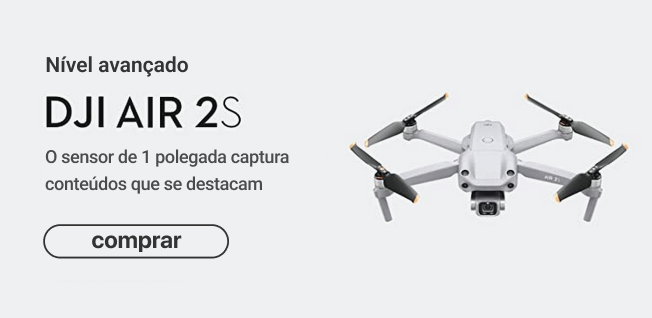 Nível avançado
DJI AIR 2S
O sensor de 1 polegada captura
conteúdos que se destacam
comprar